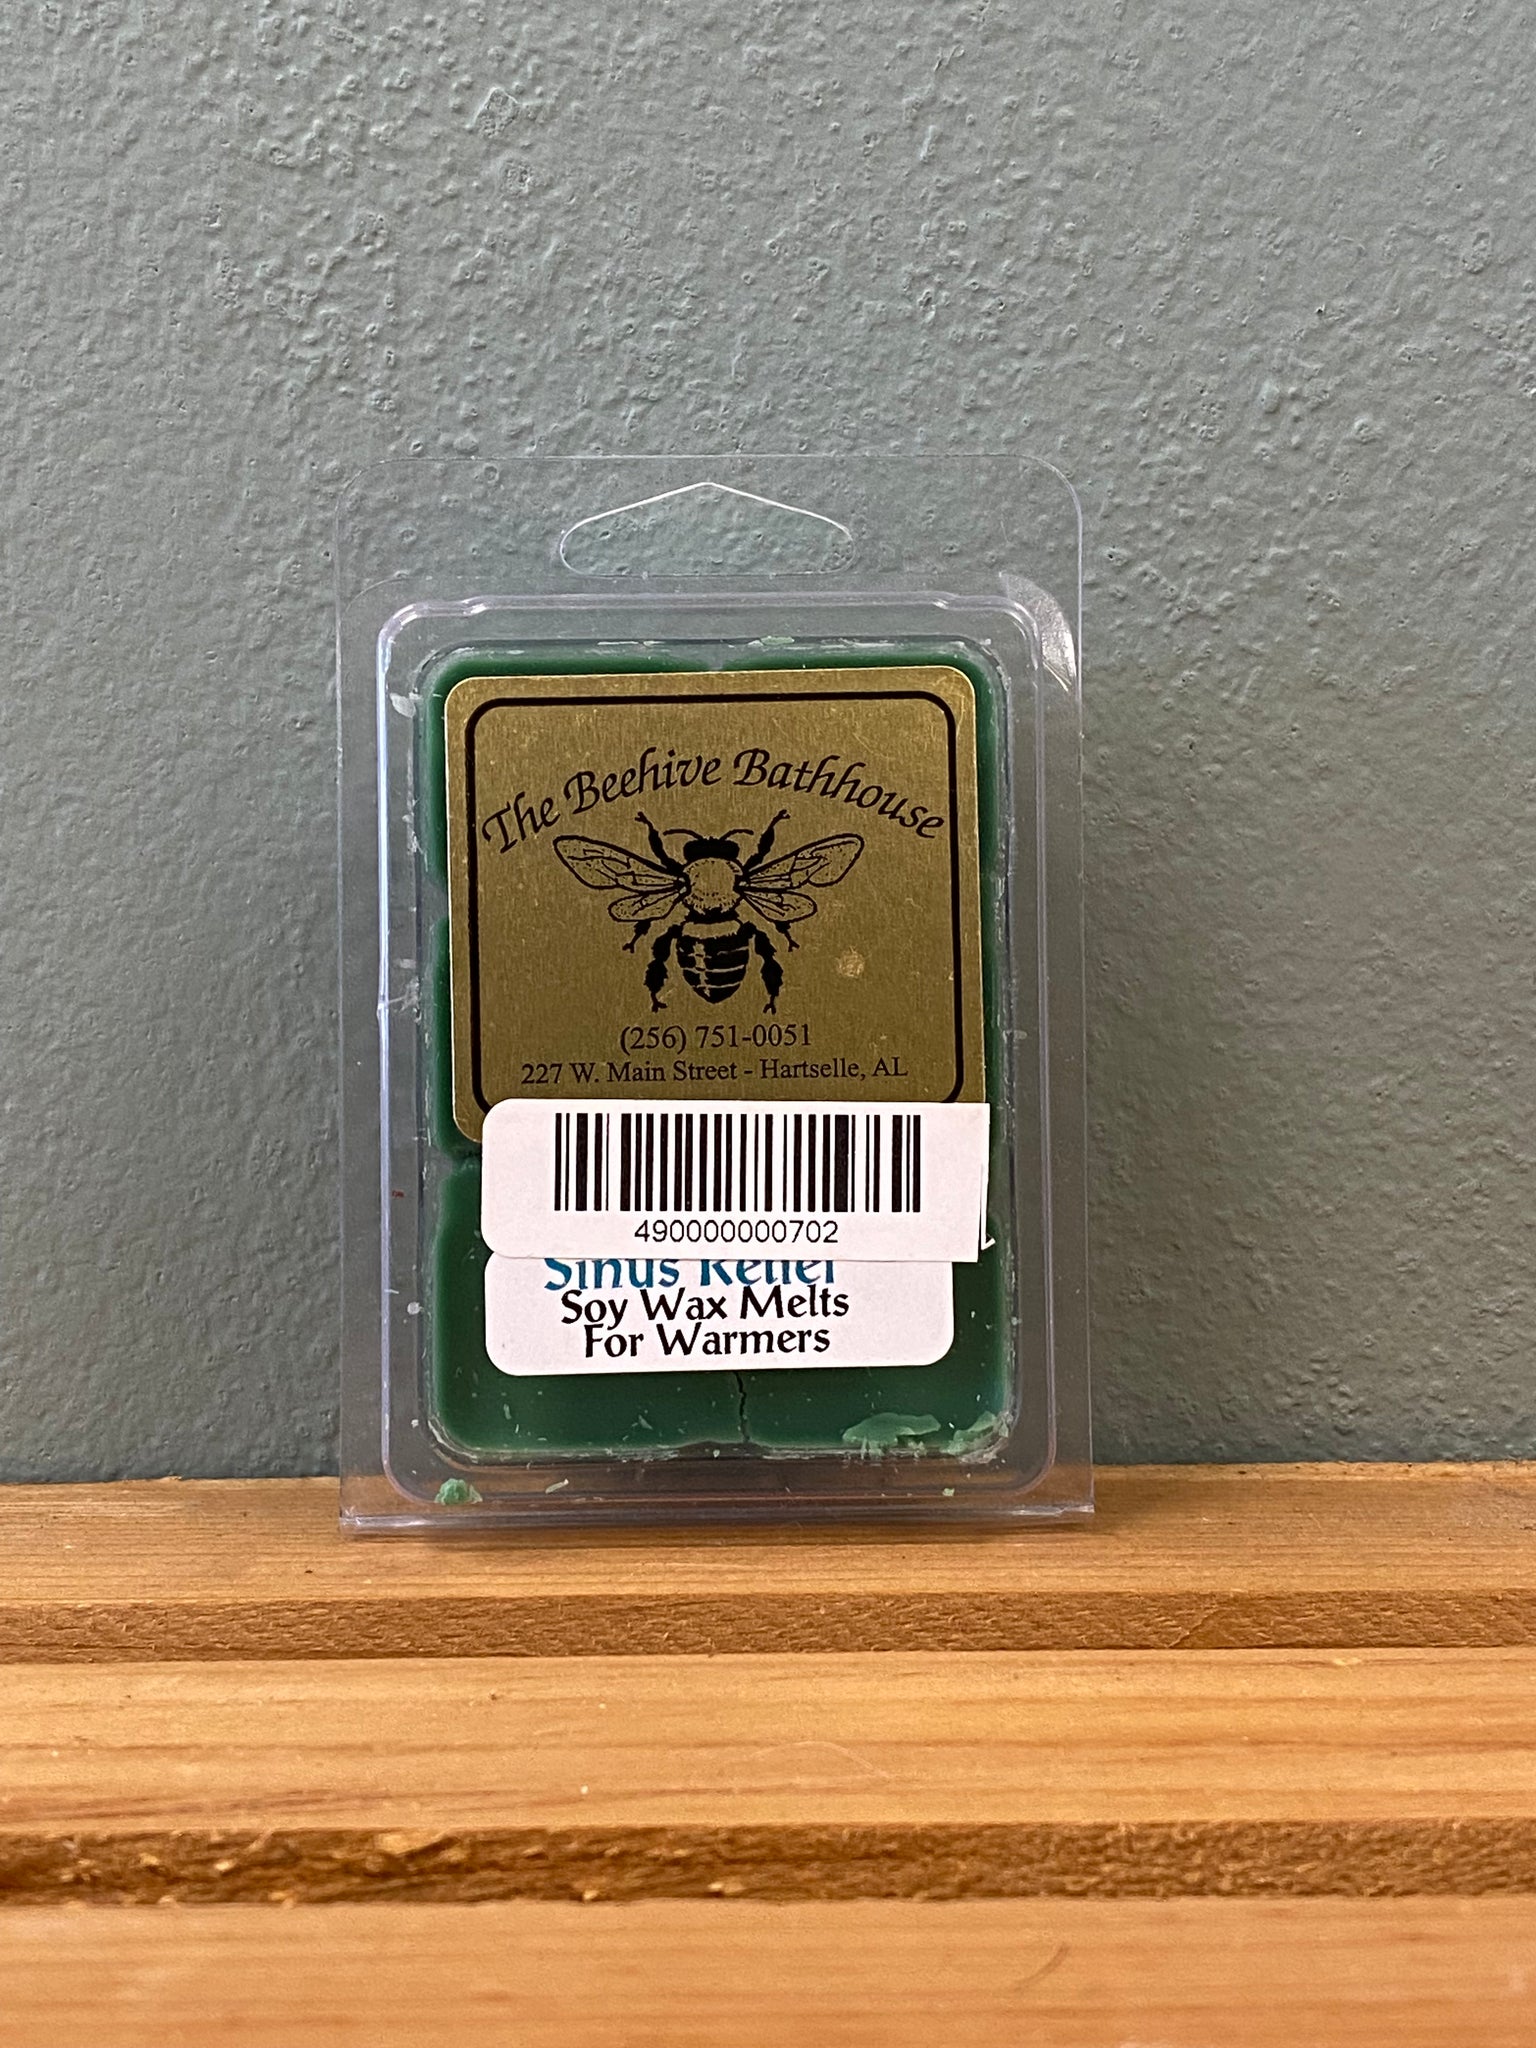 The Beehive Bathhouse
(256) 751-0051
227 W. Main Street - Hartselle, AL
490000000702
Sinus Relief
Soy Wax Melts
For Warmers